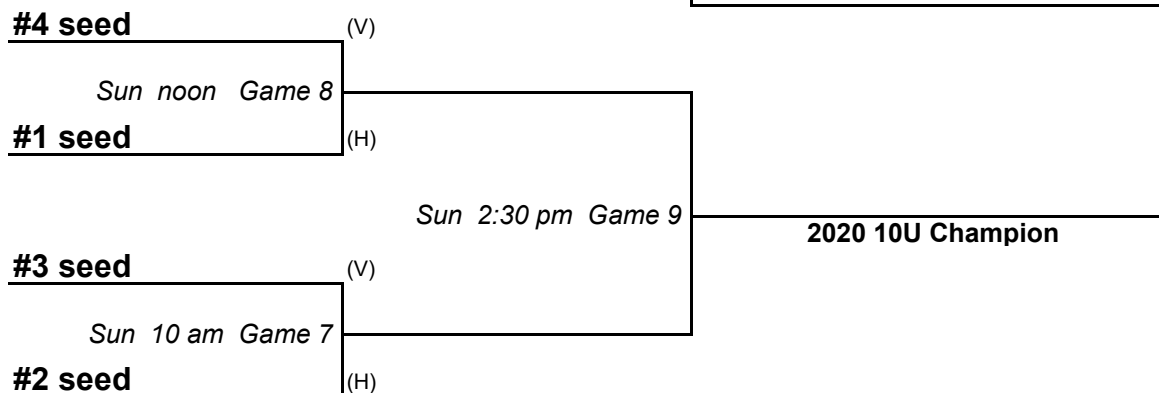 #4 seed (V)
Sun noon Game 8
#1 seed (H)
Sun 2:30 pm Game 9
2020 10U Champion
#3 seed (V)
Sun 10 am Game 7
#2 seed (H)